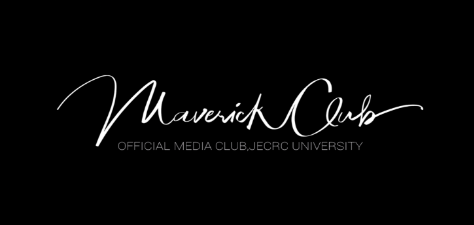 Maverick Club
OFFICIAL MEDIA CLUB,JECRC UNIVERSITY